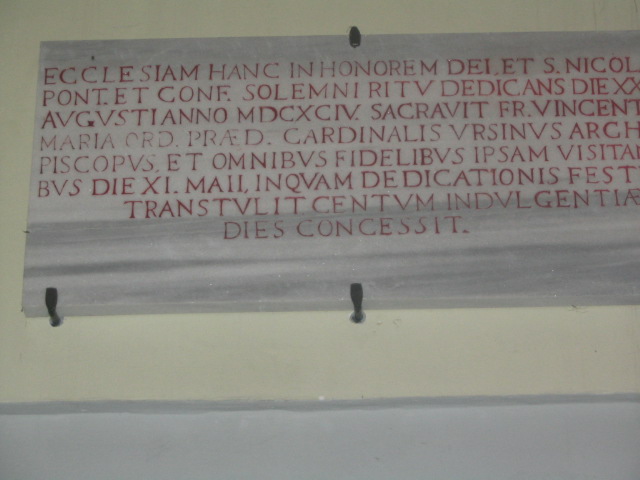 ECCLESIAM HANC IN HONOREM DEI, ET S. NICOLA
PONT. ET CONF. SOLEMNI RITV DEDICANS DIE XX
AVGVSTI ANNO MDCXCIV. SACRAVIT FR. VINCENT
MARIA ORD. PRÆD. CARDINALIS VRSINVS ARCH
PISCOPVS, ET OMNIBVS FIDELIBVS IPSAM VISITAN
BVS DIE XI. MAII, IN QVAM DEDICATIONIS FEST
TRANSTVLIT. CENTVM INDVLGENTIÆ
DIES CONCESSIT.